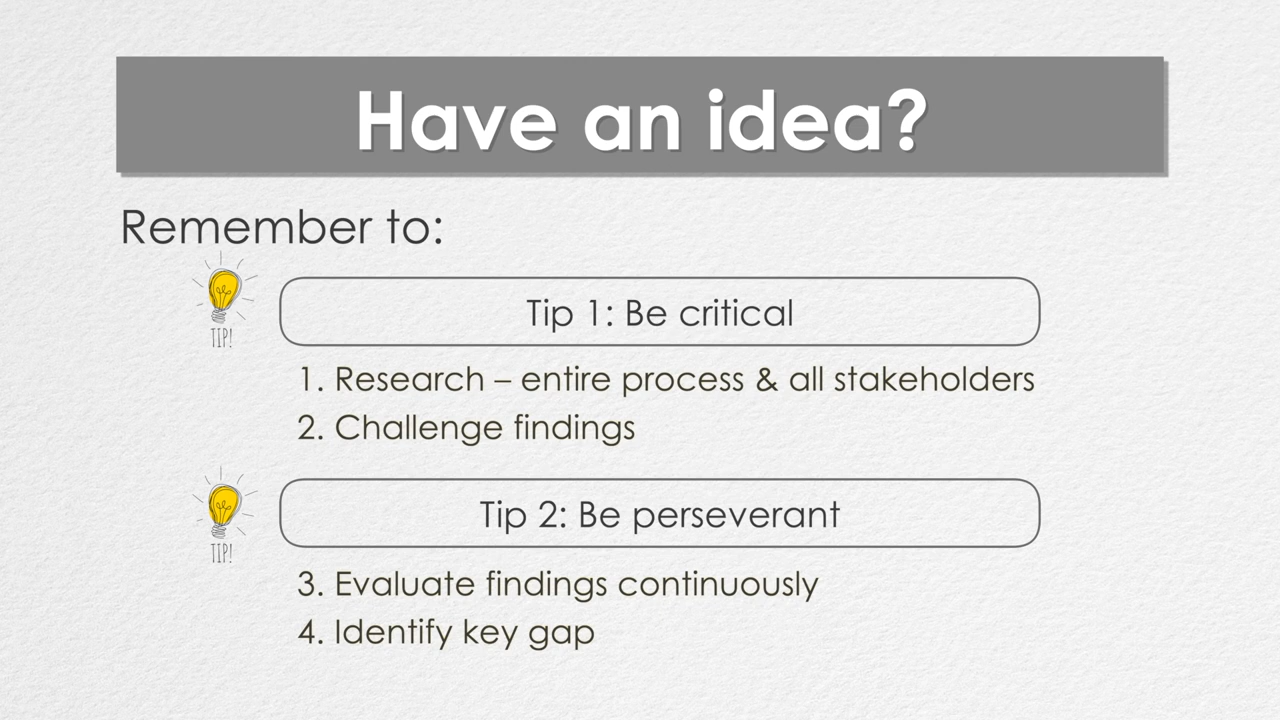 Have an idea?
Remember to:
TIP!
Tip 1: Be critical
1. Research – entire process & all stakeholders
2. Challenge findings
TIP!
Tip 2: Be perseverant
3. Evaluate findings continuously
4. Identify key gap